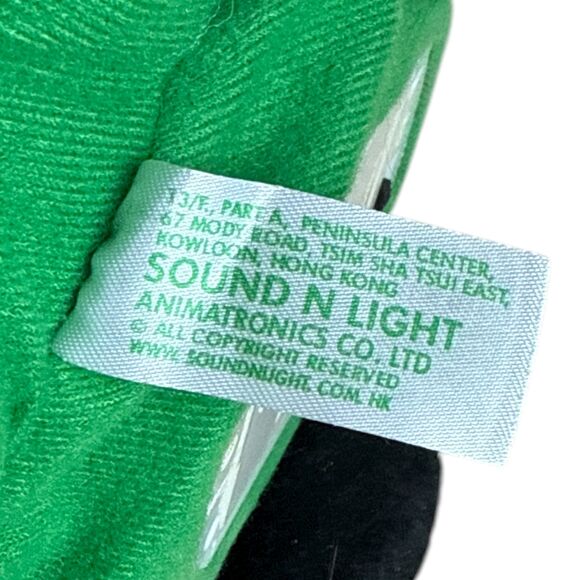 13/F., PART A, PENINSULA CENTER,
67 MODY ROAD, TSIM SHA TSUI EAST,
KOWLOON, HONG KONG
SOUND N LIGHT
ANIMATRONICS CO. LTD
© ALL COPYRIGHT RESERVED
WWW.SOUNDNLIGHT.COM.HK